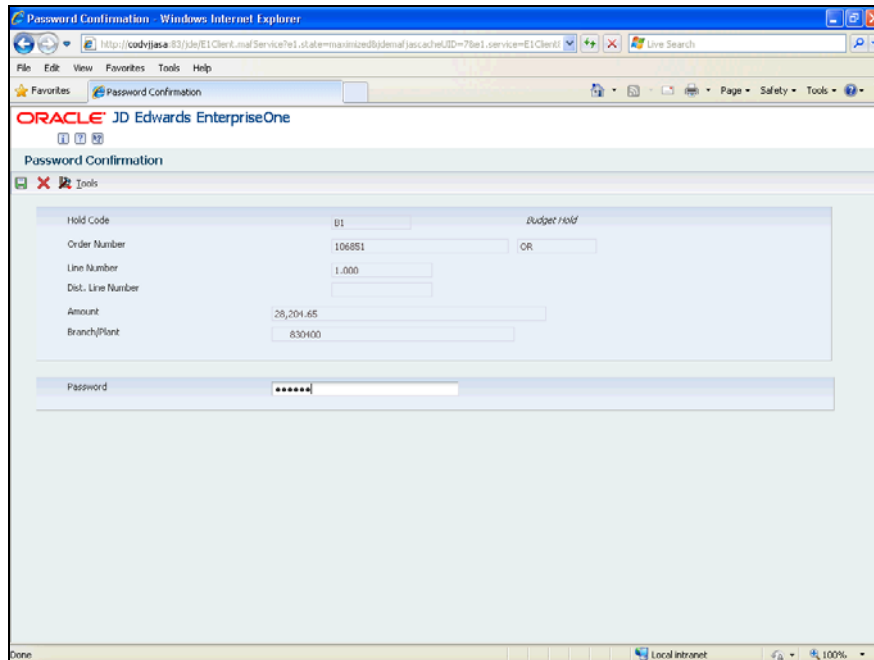 Password Confirmation - Windows Internet Explorer
http://codvjjasa:83/jde/E1Client.mafService?e1.state=maximized&jdemafjascacheUID=7&e1.service=E1Client
Live Search
File Edit View Favorites Tools Help
Favorites Password Confirmation Page Safety Tools
ORACLE JD Edwards EnterpriseOne
Password Confirmation
Tools
Hold Code B1 Budget Hold
Order Number 106851 OR
Line Number 1.000
Dist. Line Number
Amount 28,204.65
Branch/Plant 830400
Password ••••••
Done Local intranet 100%